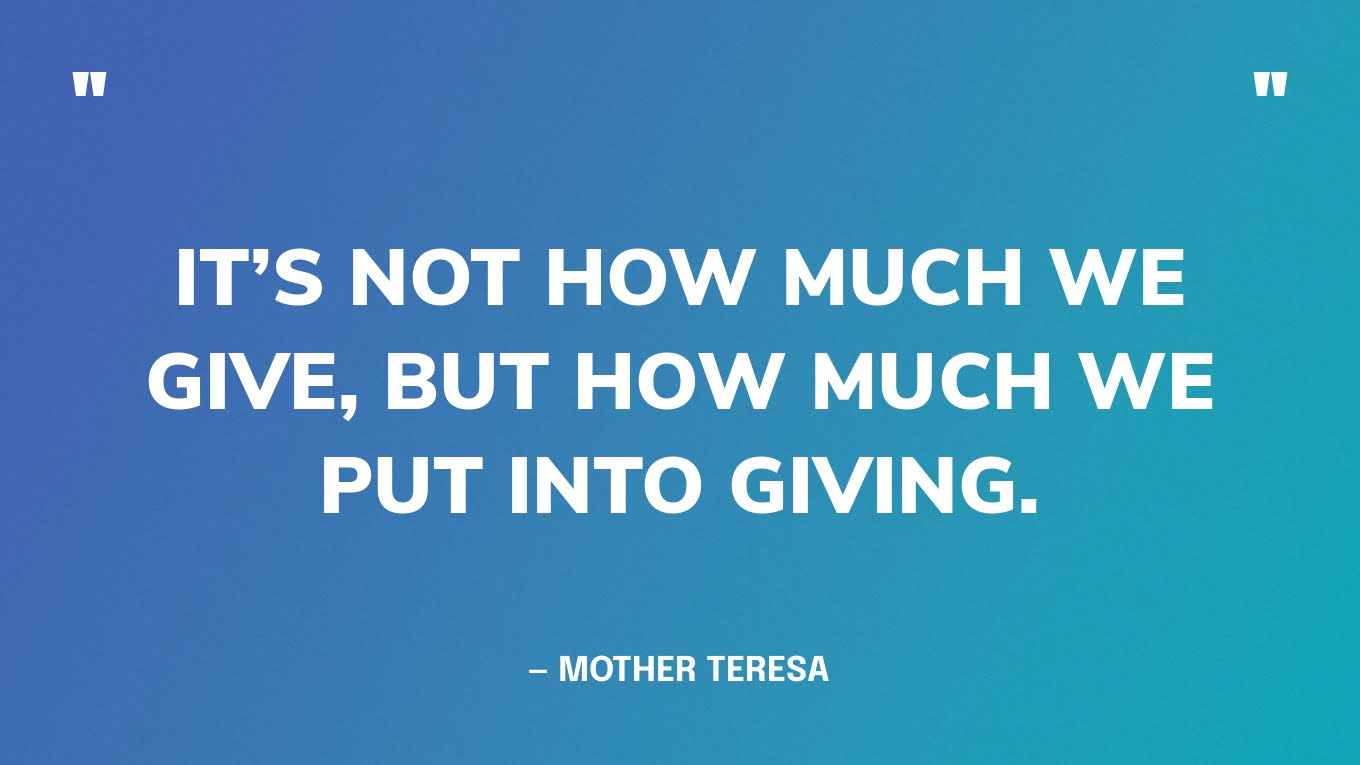 " "
IT’S NOT HOW MUCH WE
GIVE, BUT HOW MUCH WE
PUT INTO GIVING.
– MOTHER TERESA